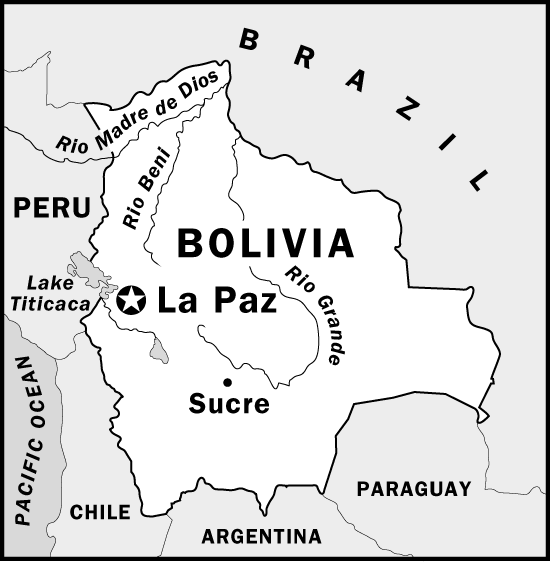 BRAZIL
Rio Madre de Dios
Rio Beni
PERU
BOLIVIA
Lake
Titicaca
La Paz
Rio Grande
Sucre
PACIFIC OCEAN
CHILE
PARAGUAY
ARGENTINA